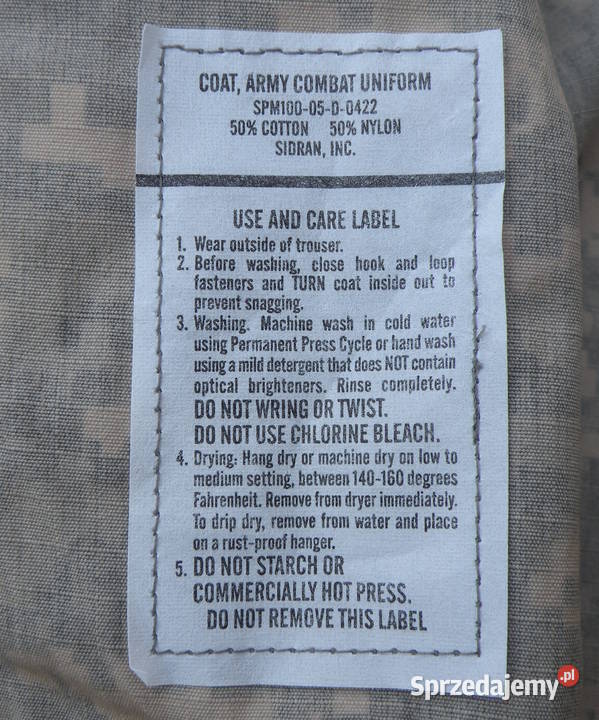 COAT, ARMY COMBAT UNIFORM
SPM100-05-D-0422
50% COTTON 50% NYLON
SIDRAN, INC.
USE AND CARE LABEL
1. Wear outside of trouser.
2. Before washing, close hook and loop
fasteners and TURN coat inside out to
prevent snagging.
3. Washing. Machine wash in cold water
using Permanent Press Cycle or hand wash
using a mild detergent that does NOT contain
optical brighteners. Rinse completely.
DO NOT WRING OR TWIST.
DO NOT USE CHLORINE BLEACH.
4. Drying: Hang dry or machine dry on low to
medium setting, between 140-160 degrees
Fahrenheit. Remove from dryer immediately.
To drip dry, remove from water and place
on a rust-proof hanger.
5. DO NOT STARCH OR
COMMERCIALLY HOT PRESS.
DO NOT REMOVE THIS LABEL
Sprzedajemy.pl